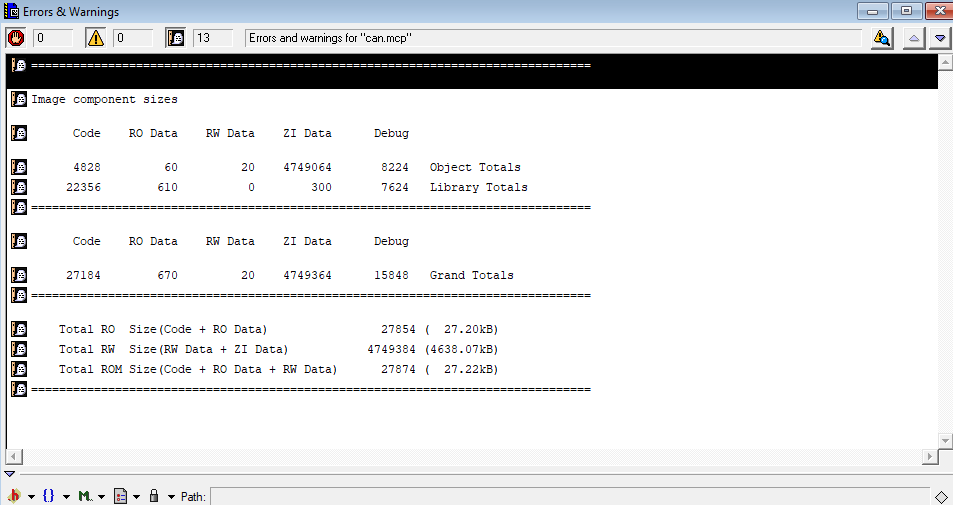 Errors & Warnings
0 0 13 Errors and warnings for "can.mcp"
================================================================================
Image component sizes
Code RO Data RW Data ZI Data Debug
4828 60 20 4749064 8224 Object Totals
22356 610 0 300 7624 Library Totals
================================================================================
Code RO Data RW Data ZI Data Debug
27184 670 20 4749364 15848 Grand Totals
================================================================================
Total RO Size(Code + RO Data) 27854 ( 27.20kB)
Total RW Size(RW Data + ZI Data) 4749384 (4638.07kB)
Total ROM Size(Code + RO Data + RW Data) 27874 ( 27.22kB)
================================================================================
h {} M.. Path: